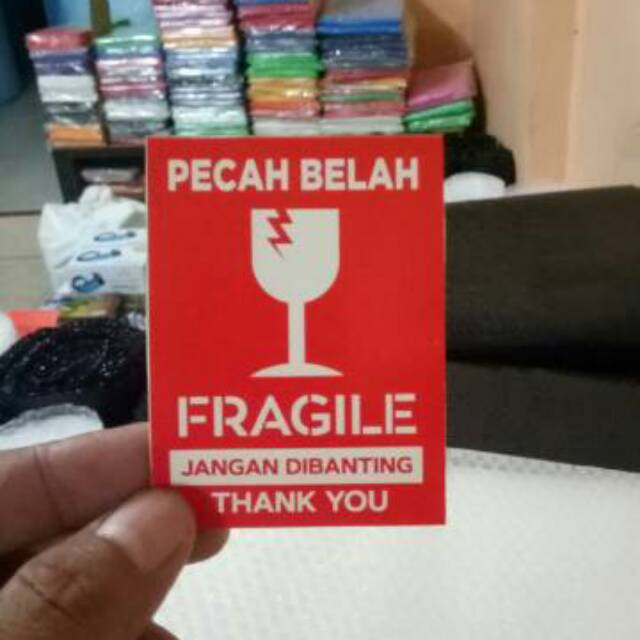 PECAH BELAH
FRAGILE
JANGAN DIBANTING
THANK YOU